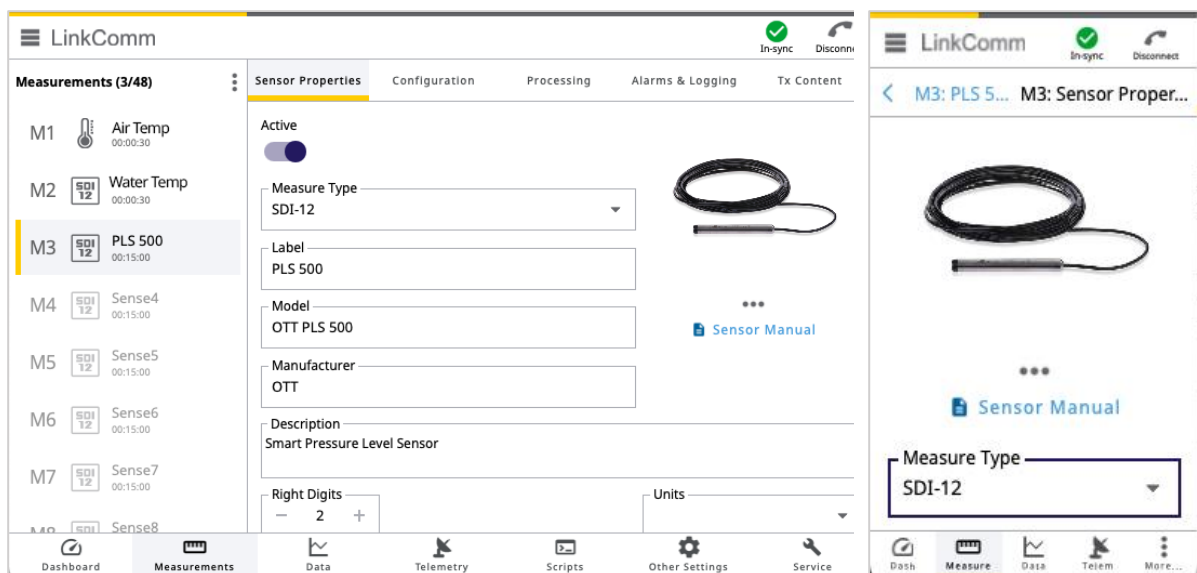 LinkComm
In-sync
Disconne
Measurements (3/48)
Sensor Properties
Configuration
Processing
Alarms & Logging
Tx Content
M1
Air Temp
00:00:30
M2
SDI
12
Water Temp
00:00:30
M3
SDI
12
PLS 500
00:15:00
M4
SDI
12
Sense4
00:15:00
M5
SDI
12
Sense5
00:15:00
M6
SDI
12
Sense6
00:15:00
M7
SDI
12
Sense7
00:15:00
M8
SDI
Sense8
Active
Measure Type
SDI-12
Label
PLS 500
Model
OTT PLS 500
Manufacturer
OTT
Description
Smart Pressure Level Sensor
Right Digits
− 2 +
Units
Sensor Manual
Dashboard
Measurements
Data
Telemetry
Scripts
Other Settings
Service
LinkComm
In-sync
Disconnect
M3: PLS 5...
M3: Sensor Proper...
Sensor Manual
Measure Type
SDI-12
Dash
Measure
Data
Telem
More...